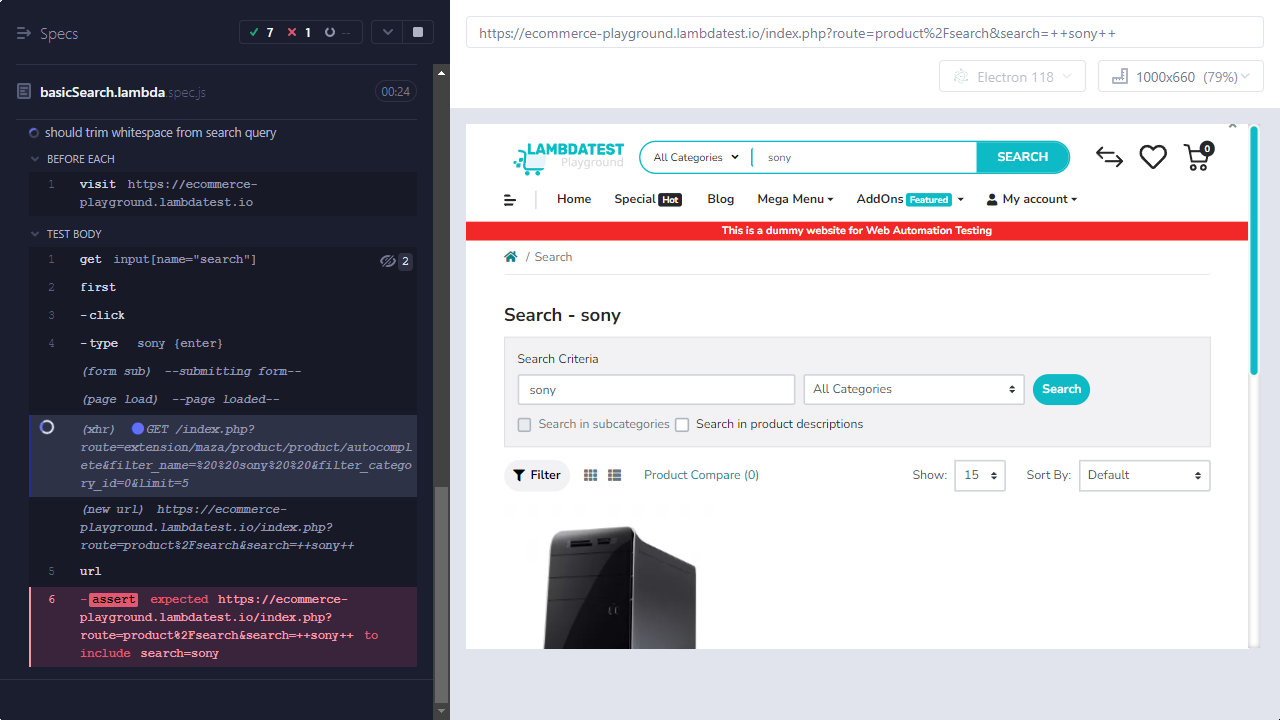 Specs
7
1
--
basicSearch.lambda.spec.js
00:24
should trim whitespace from search query
BEFORE EACH
1 visit https://ecommerce-
playground.lambdatest.io
TEST BODY
1 get input[name="search"] 2
2 first
3 -click
4 -type sony {enter}
(form sub) --submitting form--
(page load) --page loaded--
(xhr) GET /index.php?
route=extension/maza/product/product/autocompl
ete&filter_name=%20%20sony%20%20&filter_catego
ry_id=0&limit=5
(new url) https://ecommerce-
playground.lambdatest.io/index.php?
route=product%2Fsearch&search=++sony++
5 url
6 -assert expected https://ecommerce-
playground.lambdatest.io/index.php?
route=product%2Fsearch&search=++sony++ to
include search=sony
https://ecommerce-playground.lambdatest.io/index.php?route=product%2Fsearch&search=++sony++
Electron 118
1000x660 (79%)
LAMBDATEST
Playground
All Categories
sony
SEARCH
0
Home
Special Hot
Blog
Mega Menu
AddOns Featured
My account
This is a dummy website for Web Automation Testing
/ Search
Search - sony
Search Criteria
sony
All Categories
Search
Search in subcategories
Search in product descriptions
Filter
Product Compare (0)
Show: 15
Sort By: Default